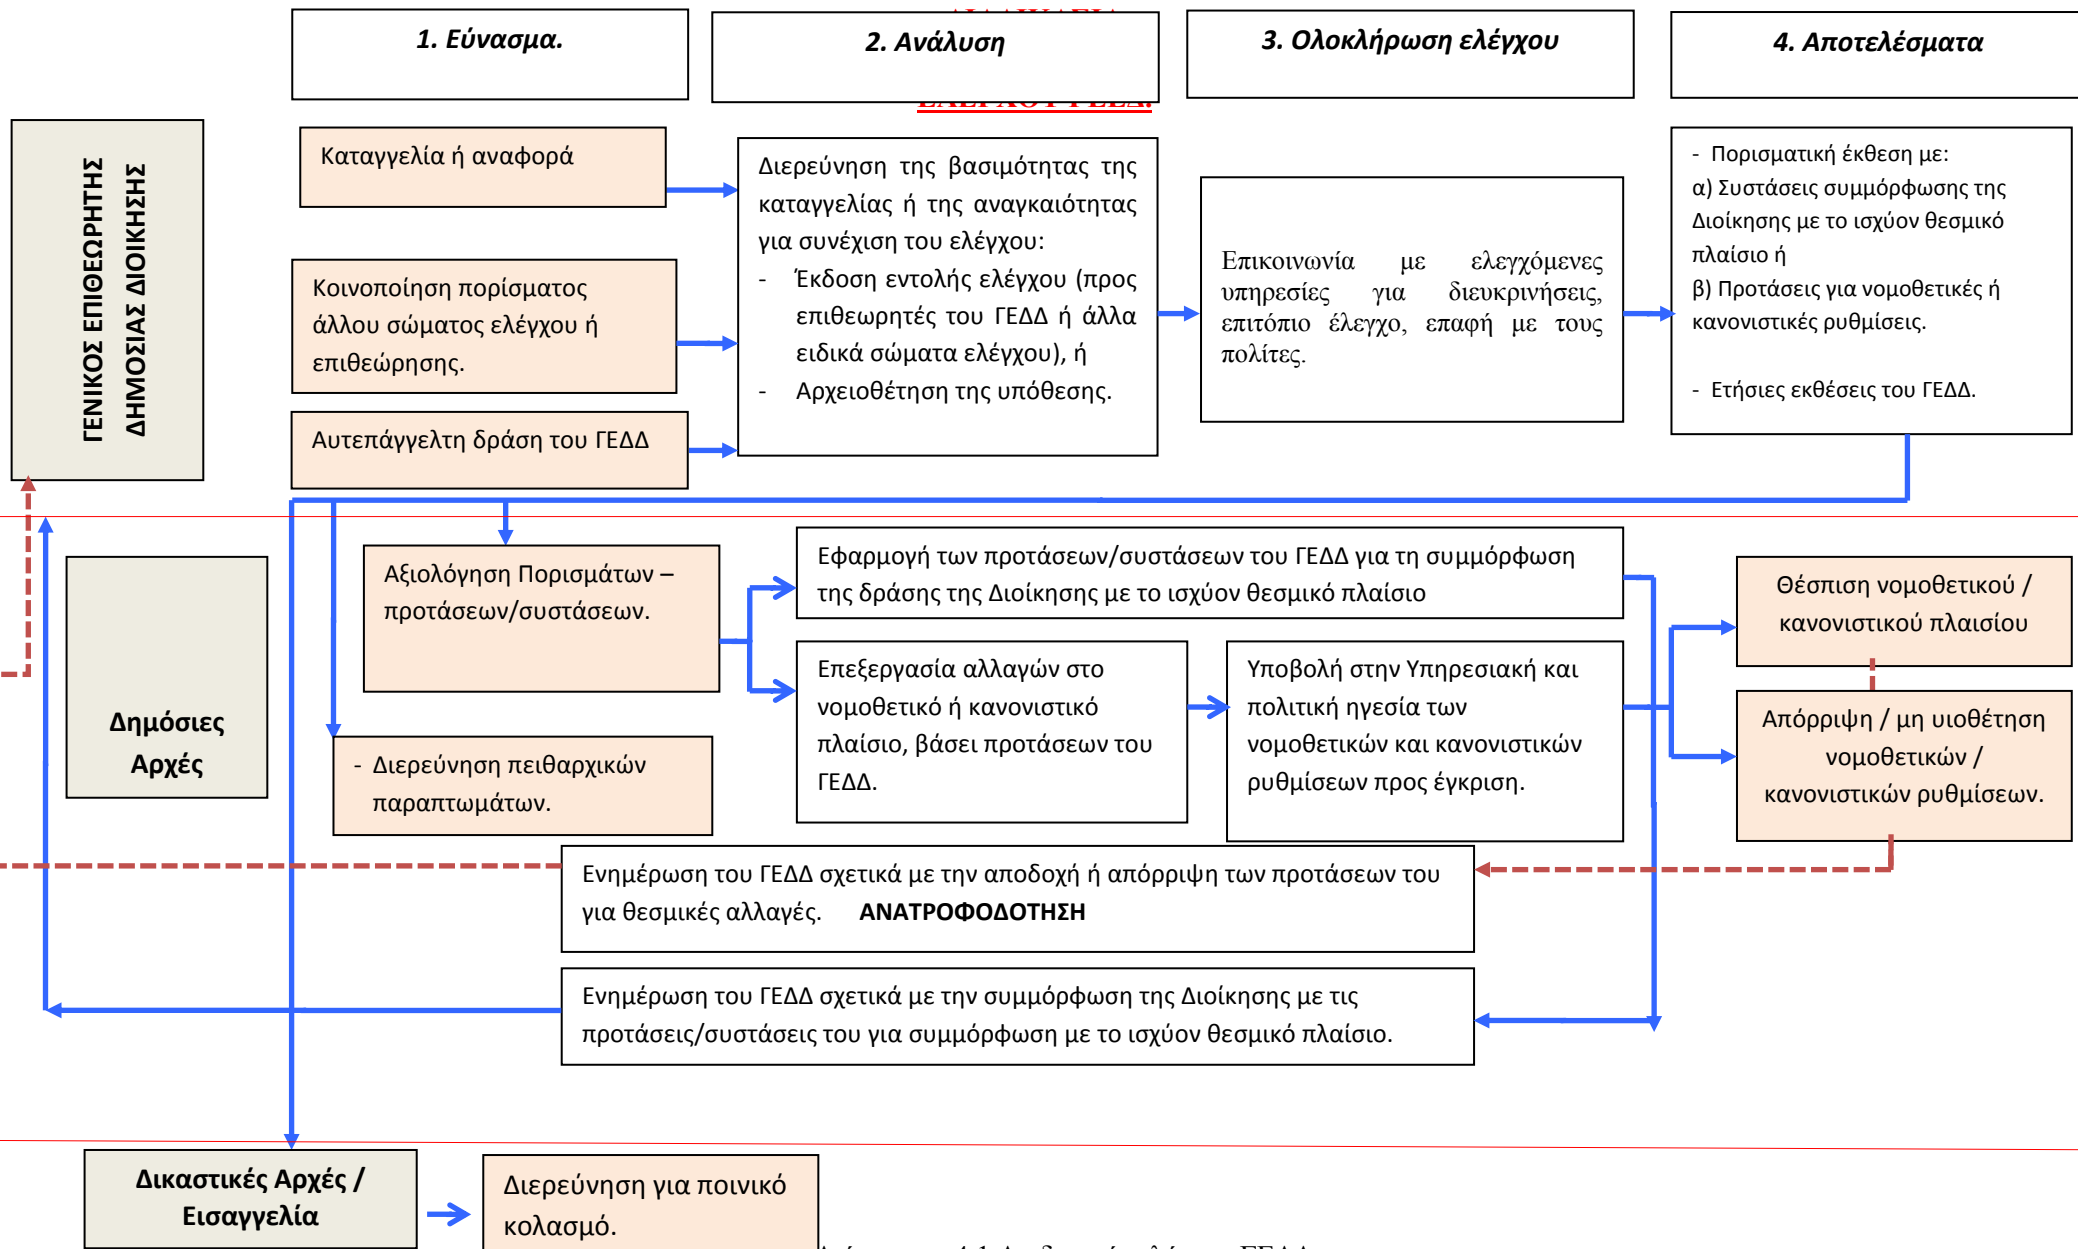 1. Εύνασμα.
2. Ανάλυση
3. Ολοκλήρωση ελέγχου
4. Αποτελέσματα
ΓΕΝΙΚΟΣ ΕΠΙΘΕΩΡΗΤΗΣ
ΔΗΜΟΣΙΑΣ ΔΙΟΙΚΗΣΗΣ
Καταγγελία ή αναφορά
Κοινοποίηση πορίσματος
άλλου σώματος ελέγχου ή
επιθεώρησης.
Αυτεπάγγελτη δράση του ΓΕΔΔ
Διερεύνηση της βασιμότητας της
καταγγελίας ή της αναγκαιότητας
για συνέχιση του ελέγχου:
- Έκδοση εντολής ελέγχου (προς
επιθεωρητές του ΓΕΔΔ ή άλλα
ειδικά σώματα ελέγχου), ή
- Αρχειοθέτηση της υπόθεσης.
Επικοινωνία με ελεγχόμενες
υπηρεσίες για διευκρινήσεις,
επιτόπιο έλεγχο, επαφή με τους
πολίτες.
- Πορισματική έκθεση με:
α) Συστάσεις συμμόρφωσης της
Διοίκησης με το ισχύον θεσμικό
πλαίσιο ή
β) Προτάσεις για νομοθετικές ή
κανονιστικές ρυθμίσεις.
- Ετήσιες εκθέσεις του ΓΕΔΔ.
Δημόσιες
Αρχές
Αξιολόγηση Πορισμάτων –
προτάσεων/συστάσεων.
- Διερεύνηση πειθαρχικών
παραπτωμάτων.
Εφαρμογή των προτάσεων/συστάσεων του ΓΕΔΔ για τη συμμόρφωση
της δράσης της Διοίκησης με το ισχύον θεσμικό πλαίσιο
Επεξεργασία αλλαγών στο
νομοθετικό ή κανονιστικό
πλαίσιο, βάσει προτάσεων του
ΓΕΔΔ.
Υποβολή στην Υπηρεσιακή και
πολιτική ηγεσία των
νομοθετικών και κανονιστικών
ρυθμίσεων προς έγκριση.
Θέσπιση νομοθετικού /
κανονιστικού πλαισίου
Απόρριψη / μη υιοθέτηση
νομοθετικών /
κανονιστικών ρυθμίσεων.
Ενημέρωση του ΓΕΔΔ σχετικά με την αποδοχή ή απόρριψη των προτάσεων του
για θεσμικές αλλαγές. ΑΝΑΤΡΟΦΟΔΟΤΗΣΗ
Ενημέρωση του ΓΕΔΔ σχετικά με την συμμόρφωση της Διοίκησης με τις
προτάσεις/συστάσεις του για συμμόρφωση με το ισχύον θεσμικό πλαίσιο.
Δικαστικές Αρχές /
Εισαγγελία
Διερεύνηση για ποινικό
κολασμό.